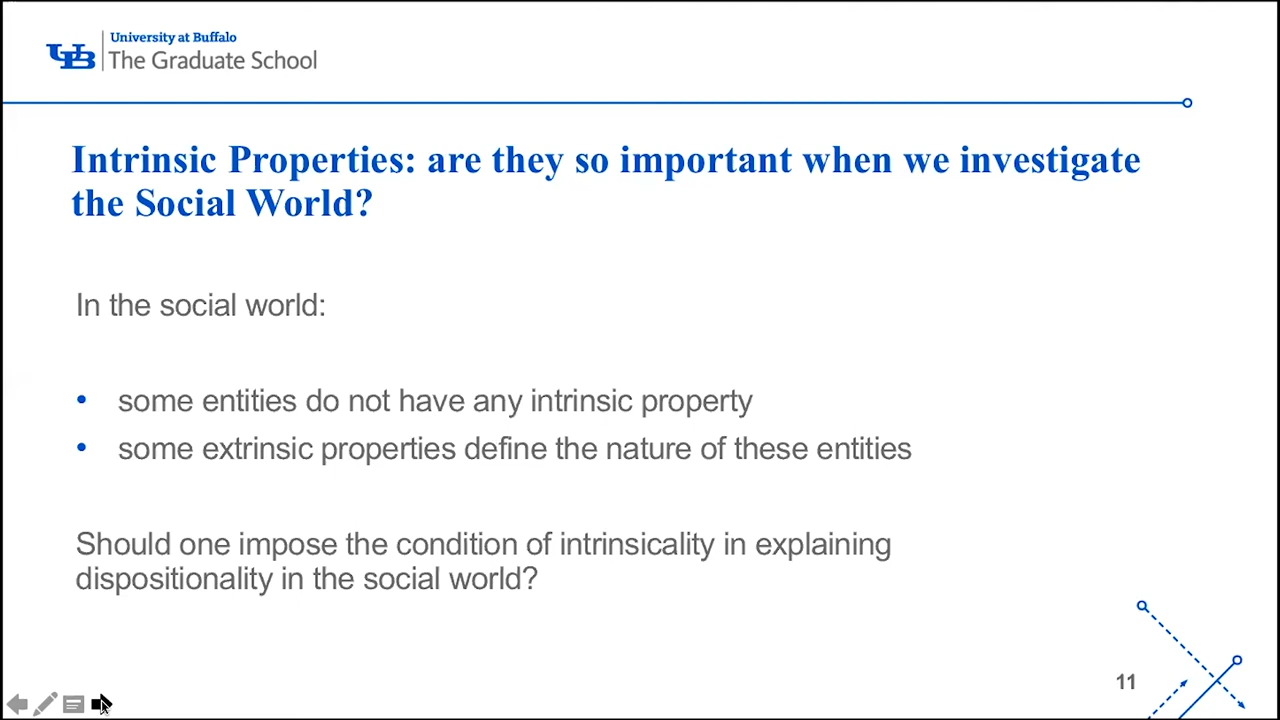 University at Buffalo
UB The Graduate School
Intrinsic Properties: are they so important when we investigate
the Social World?
In the social world:
• some entities do not have any intrinsic property
• some extrinsic properties define the nature of these entities
Should one impose the condition of intrinsicality in explaining
dispositionality in the social world?
11